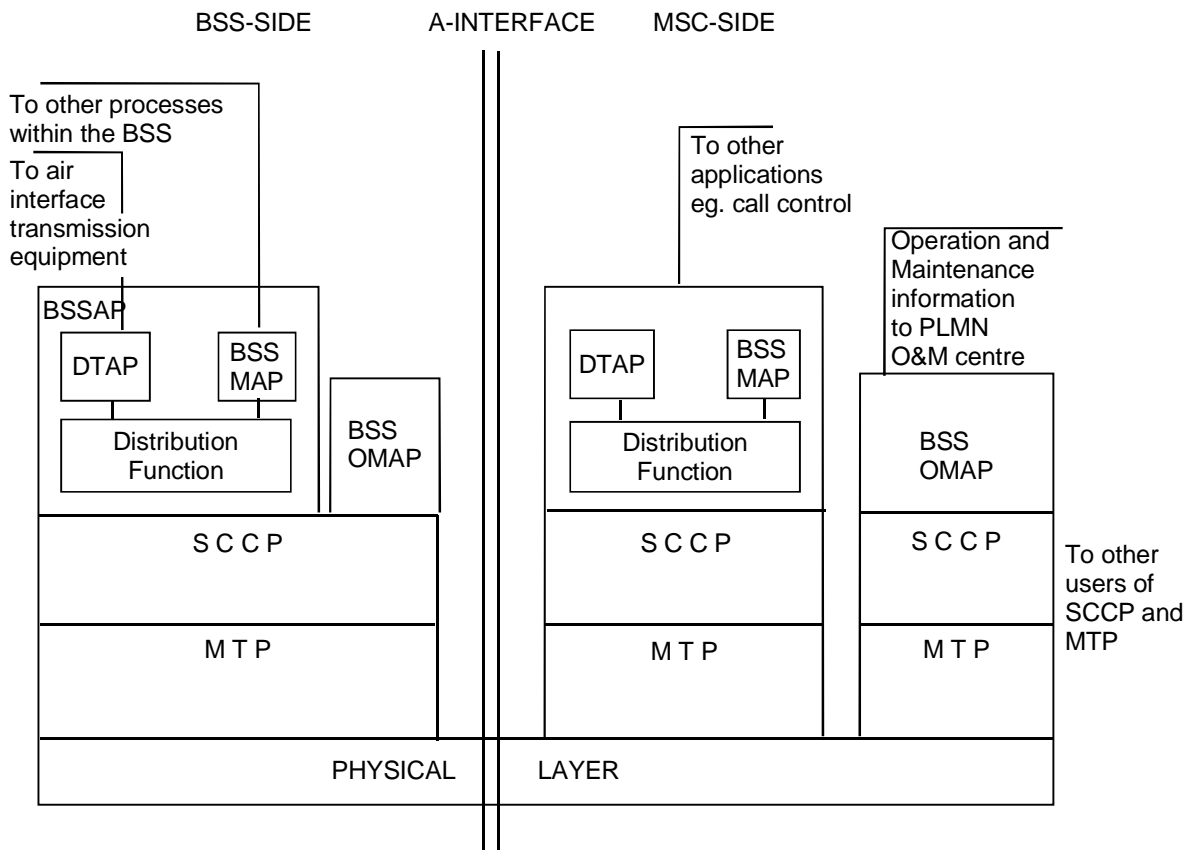 BSS-SIDE
A-INTERFACE
MSC-SIDE
To other processes
within the BSS
To air
interface
transmission
equipment
To other
applications
eg. call control
Operation and
Maintenance
information
to PLMN
O&M centre
BSSAP
DTAP
BSS
MAP
Distribution
Function
BSS
OMAP
DTAP
BSS
MAP
Distribution
Function
BSS
OMAP
S C C P
S C C P
S C C P
To other
users of
SCCP and
MTP
M T P
M T P
M T P
PHYSICAL
LAYER